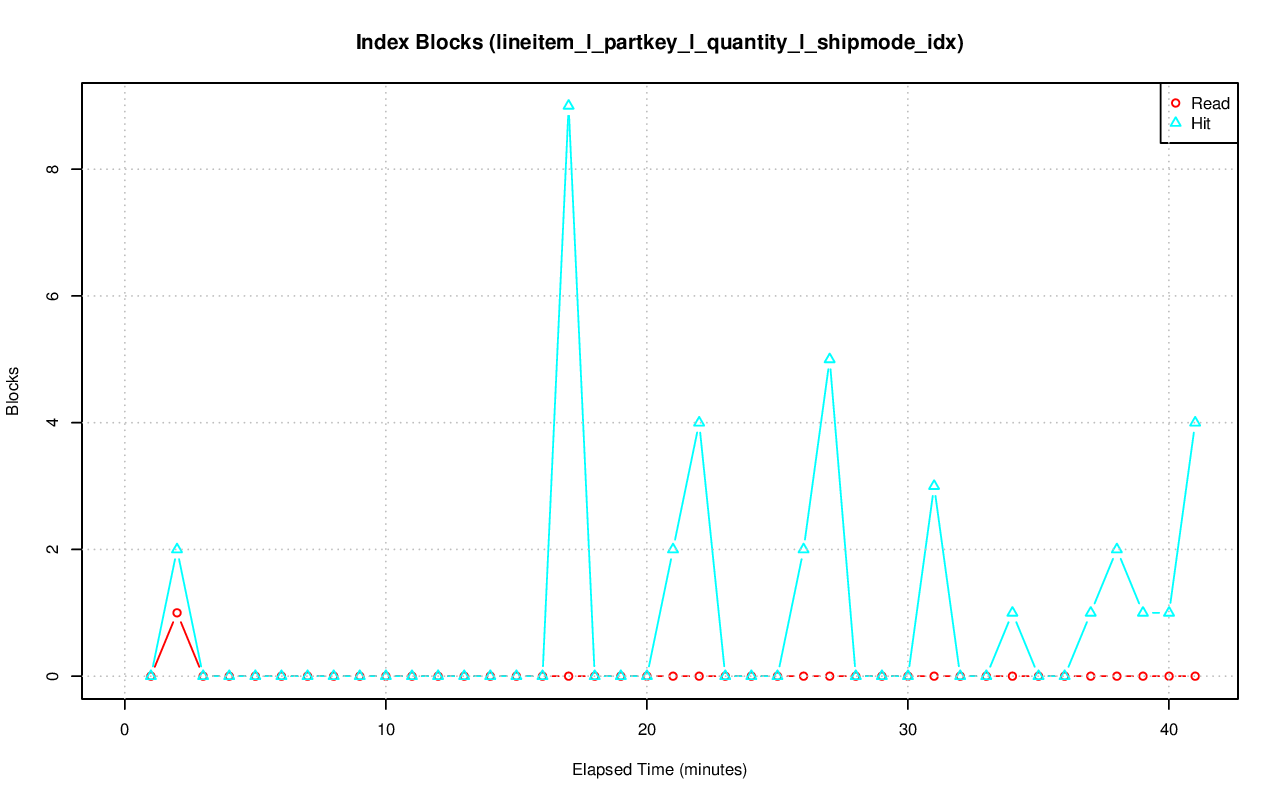 Index Blocks (lineitem_l_partkey_l_quantity_l_shipmode_idx)
Read
Hit
Blocks
8
6
4
2
0
0 10 20 30 40
Elapsed Time (minutes)